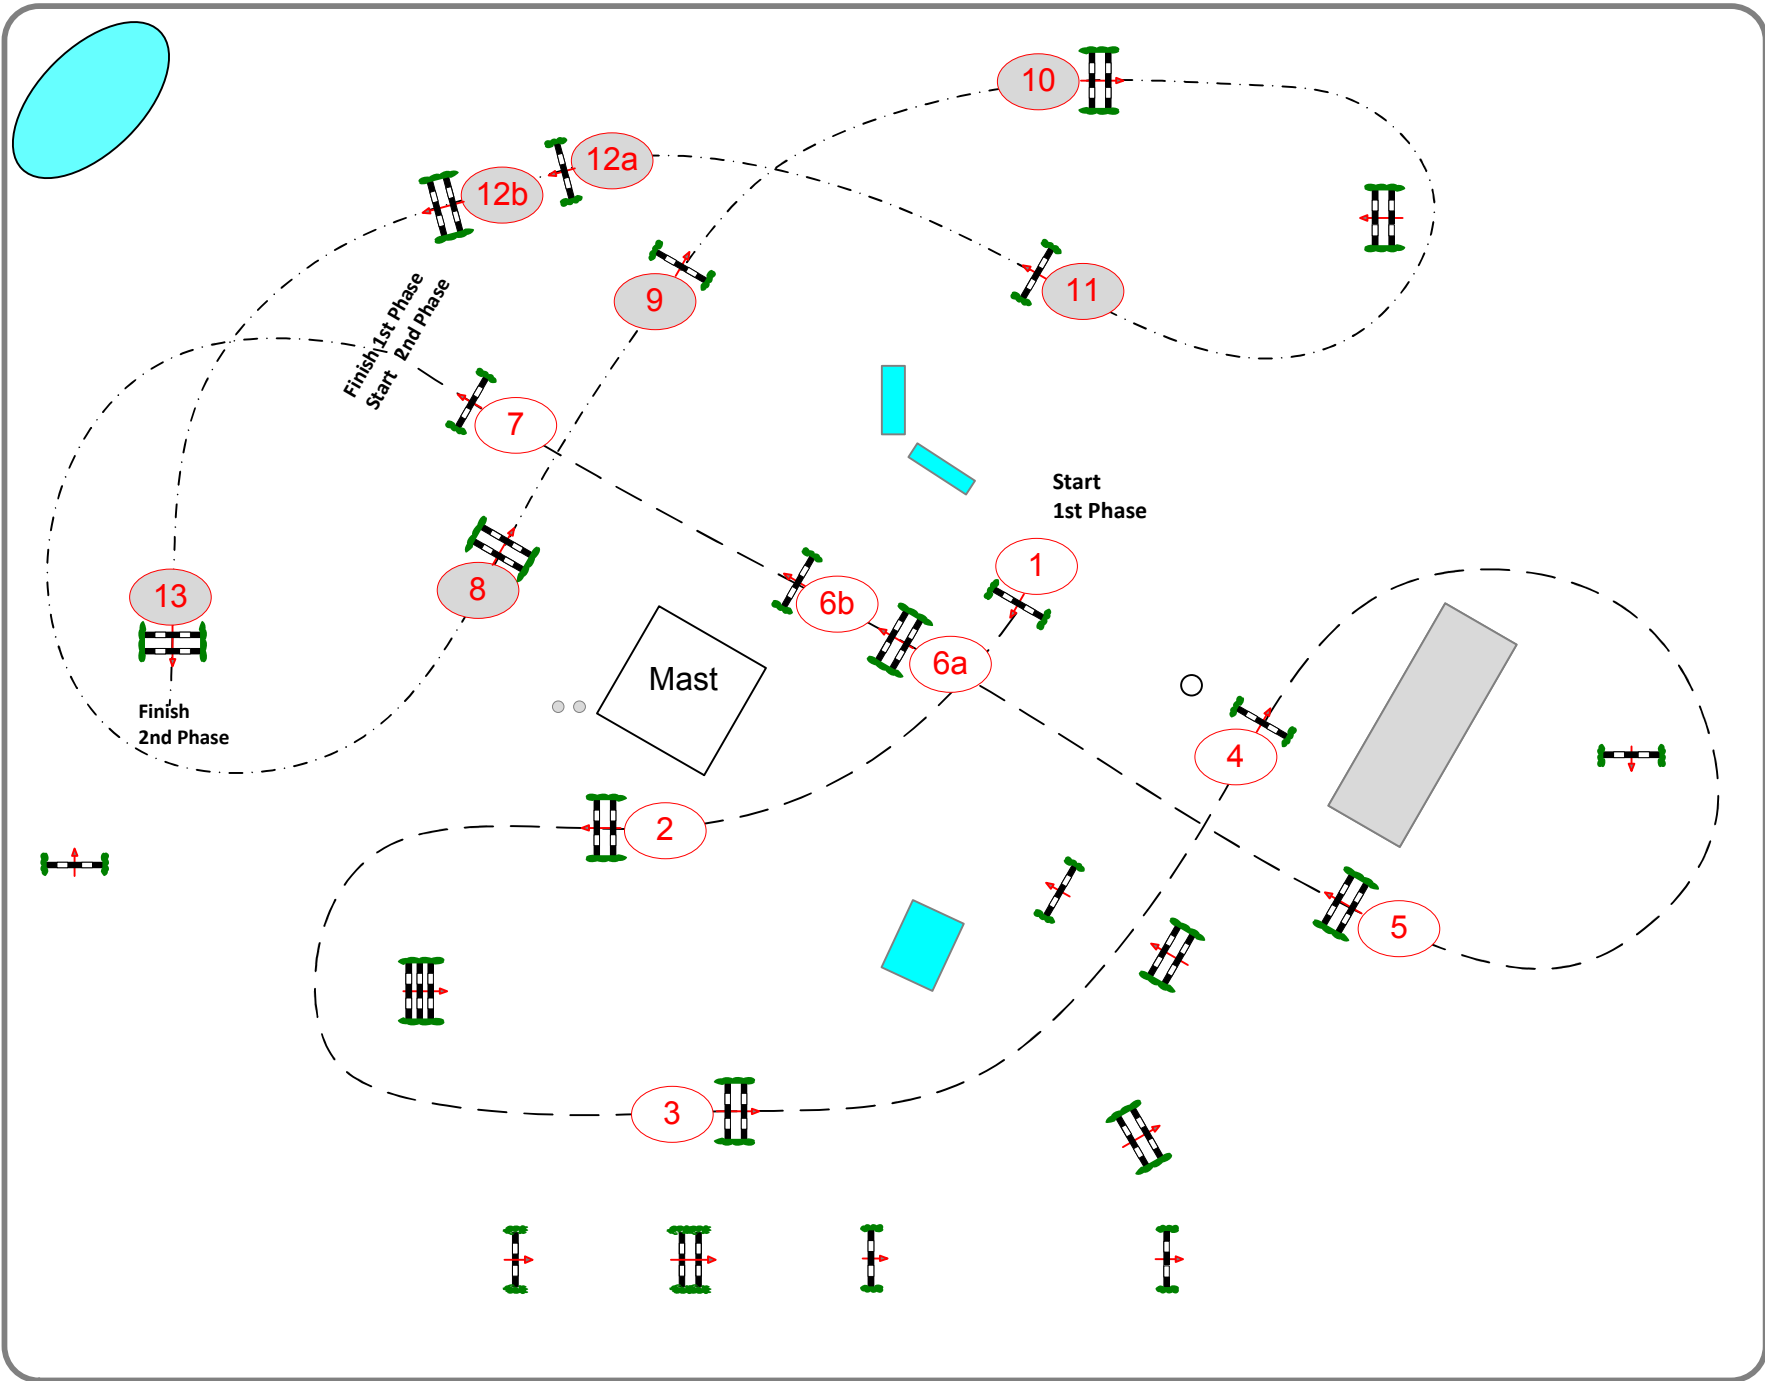 10
12a
12b
9
11
Finish 1st Phase
Start 2nd Phase
7
Start
1st Phase
1
8
13
6b
6a
Mast
Finish
2nd Phase
4
2
5
3